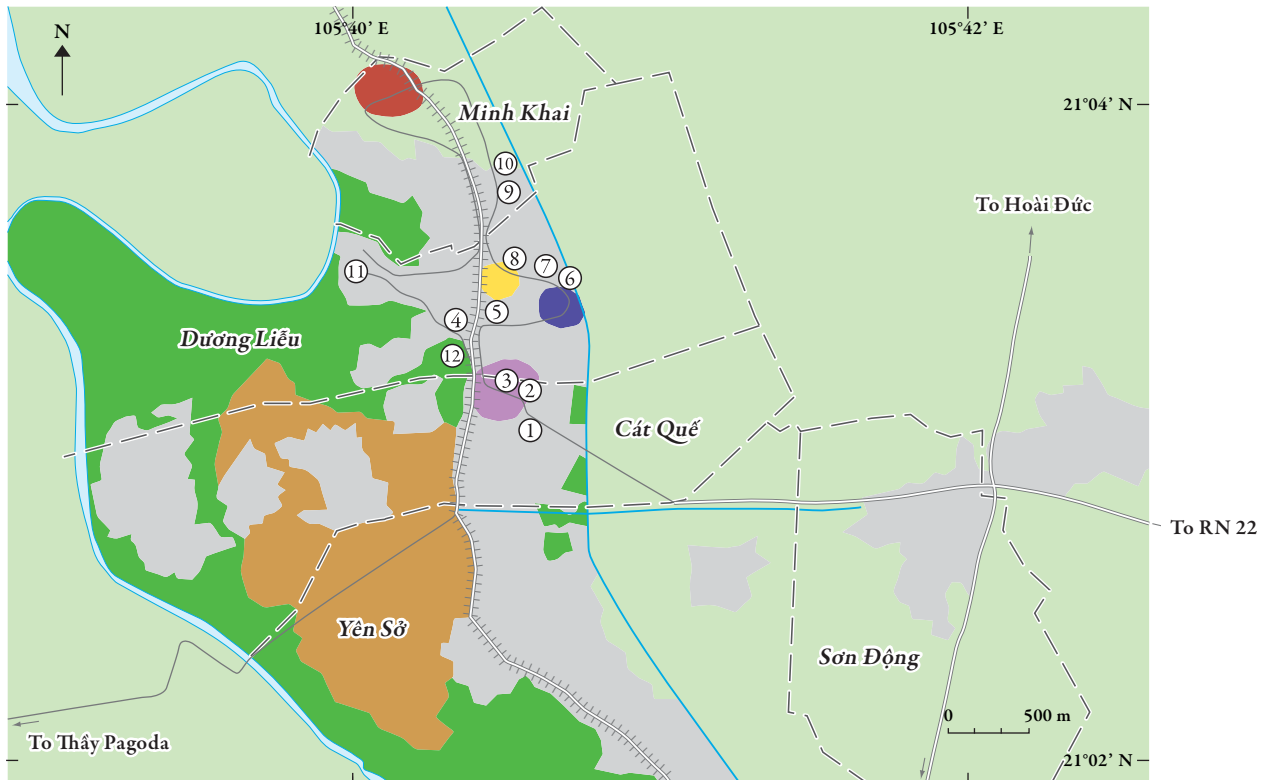 N
105°40’ E
105°42’ E
21°04’ N
Minh Khai
10
9
To Hoài Đức
8
7
6
11
5
4
Dương Liễu
12
3
2
Cát Quế
1
To RN 22
Yên Sở
Sơn Động
0 500 m
To Thầy Pagoda
21°02’ N